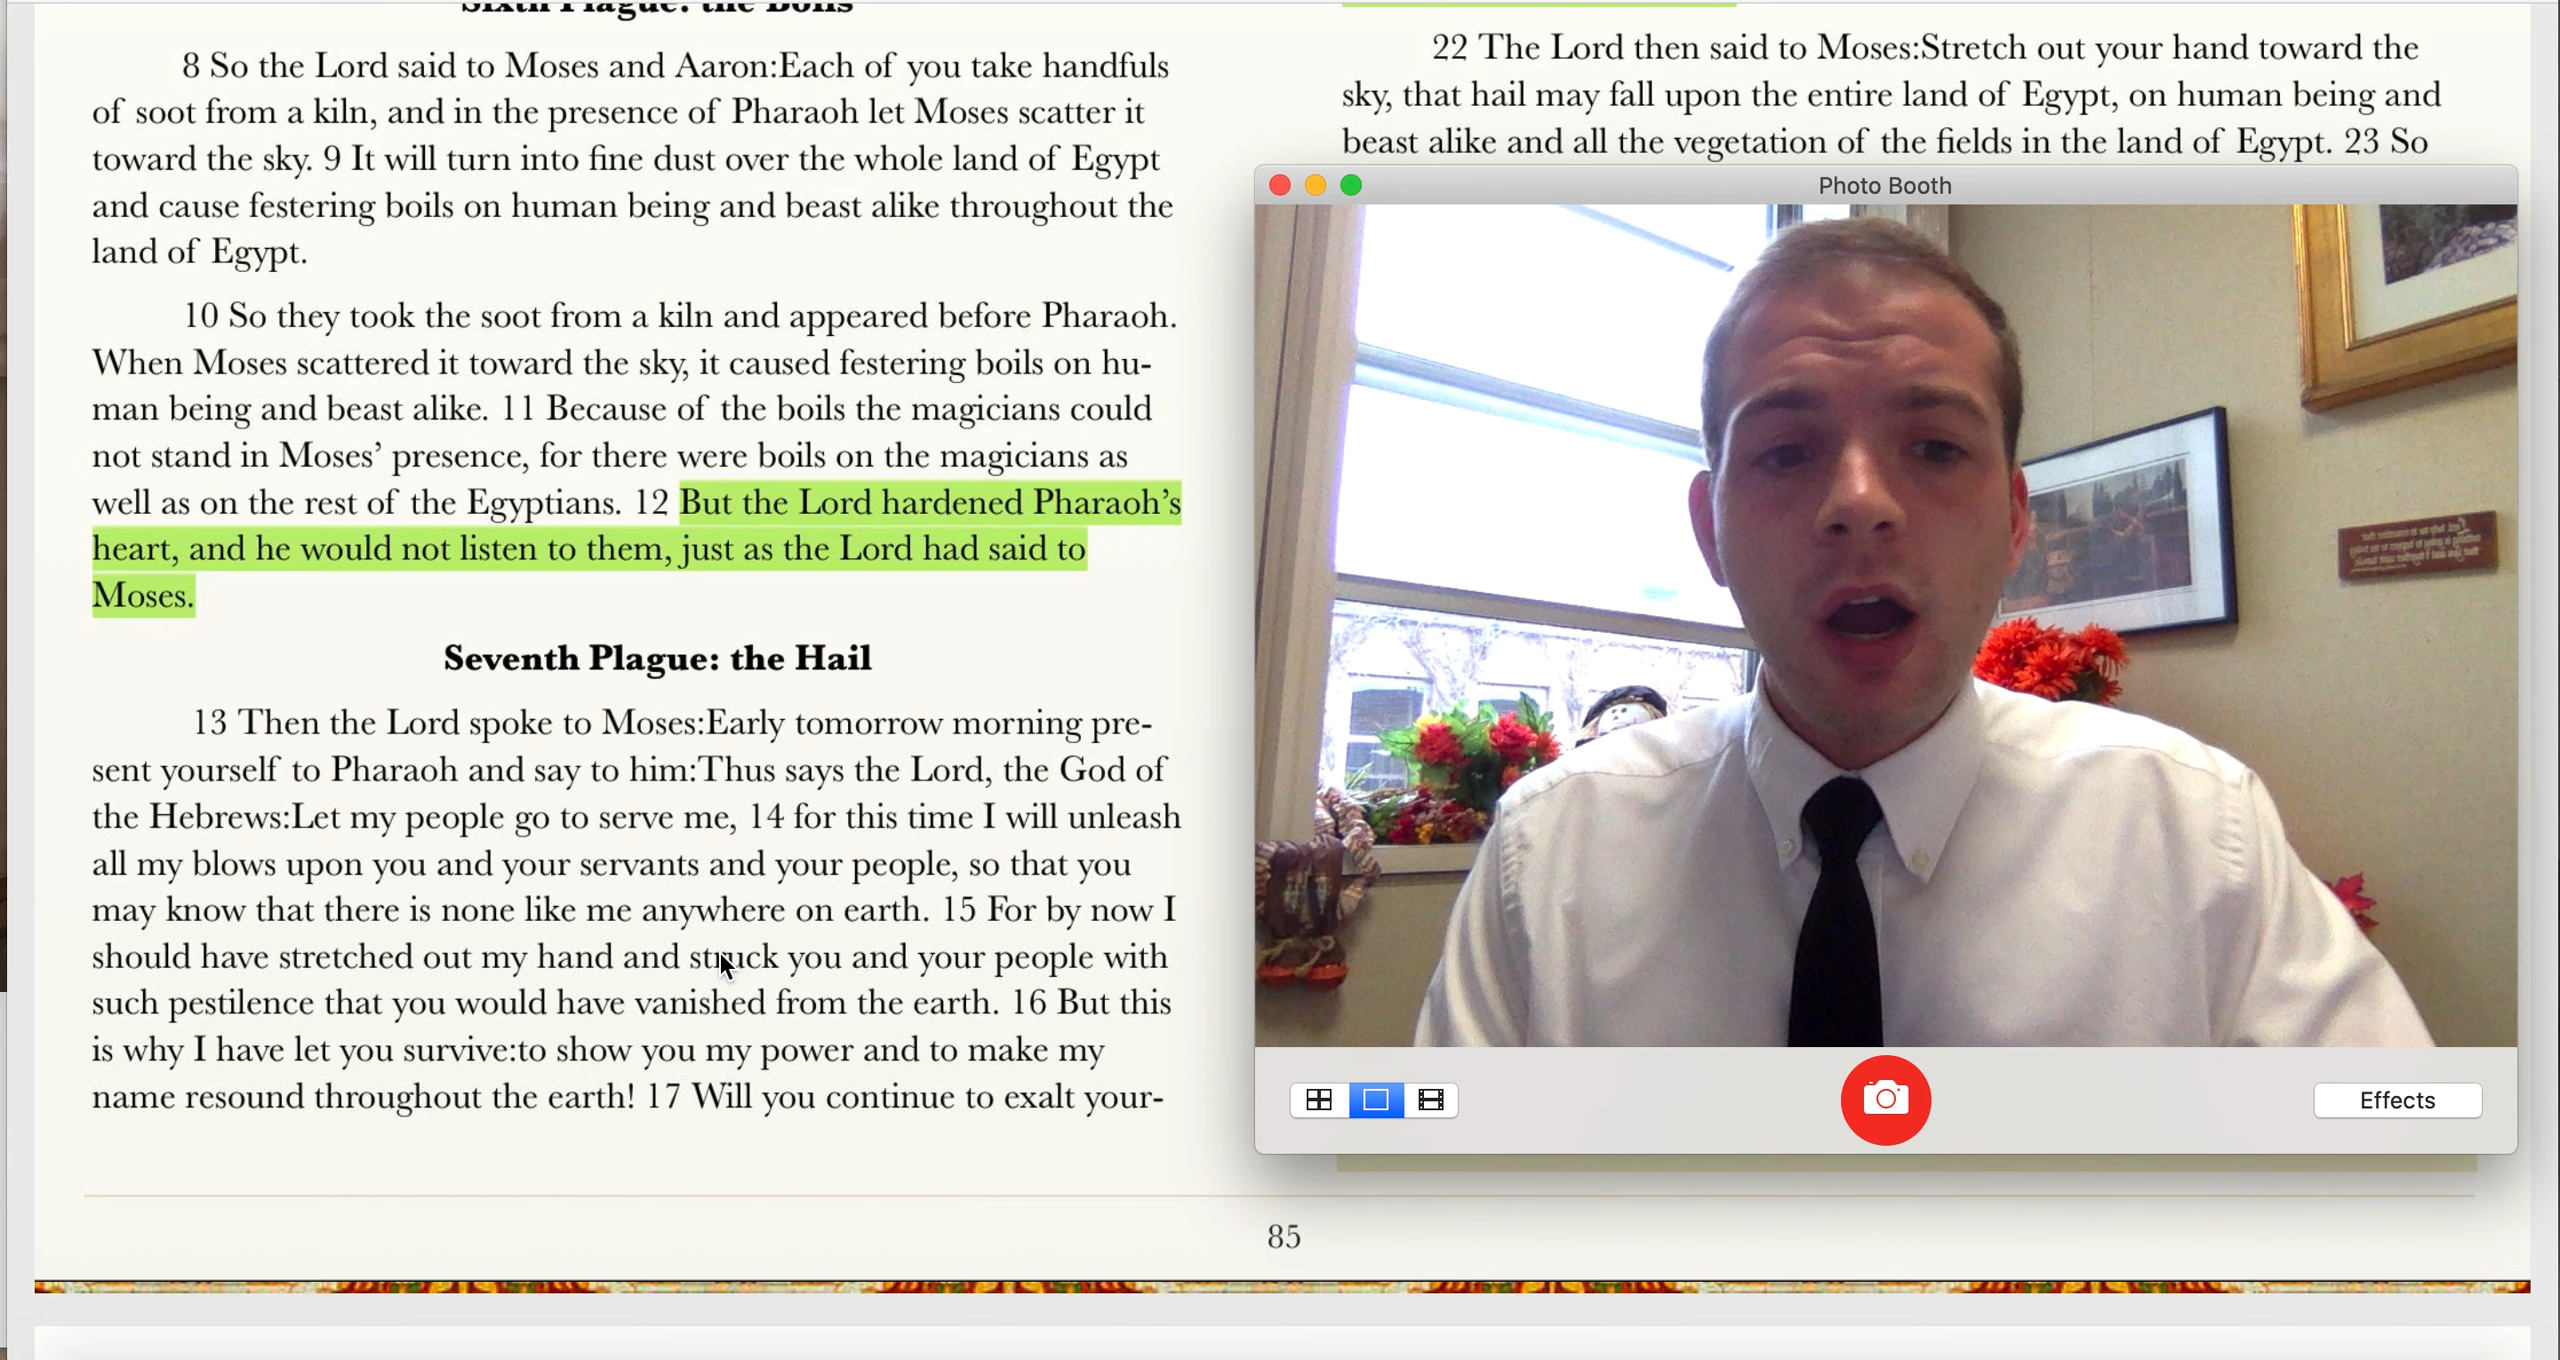 Sixth Plague: the Boils
8 So the Lord said to Moses and Aaron:Each of you take handfuls
of soot from a kiln, and in the presence of Pharaoh let Moses scatter it
toward the sky. 9 It will turn into fine dust over the whole land of Egypt
and cause festering boils on human being and beast alike throughout the
land of Egypt.
10 So they took the soot from a kiln and appeared before Pharaoh.
When Moses scattered it toward the sky, it caused festering boils on hu-
man being and beast alike. 11 Because of the boils the magicians could
not stand in Moses’ presence, for there were boils on the magicians as
well as on the rest of the Egyptians. 12 But the Lord hardened Pharaoh’s
heart, and he would not listen to them, just as the Lord had said to
Moses.
Seventh Plague: the Hail
13 Then the Lord spoke to Moses:Early tomorrow morning pre-
sent yourself to Pharaoh and say to him:Thus says the Lord, the God of
the Hebrews:Let my people go to serve me, 14 for this time I will unleash
all my blows upon you and your servants and your people, so that you
may know that there is none like me anywhere on earth. 15 For by now I
should have stretched out my hand and struck you and your people with
such pestilence that you would have vanished from the earth. 16 But this
is why I have let you survive:to show you my power and to make my
name resound throughout the earth! 17 Will you continue to exalt your-
22 The Lord then said to Moses:Stretch out your hand toward the
sky, that hail may fall upon the entire land of Egypt, on human being and
beast alike and all the vegetation of the fields in the land of Egypt. 23 So
Photo Booth
Effects
85